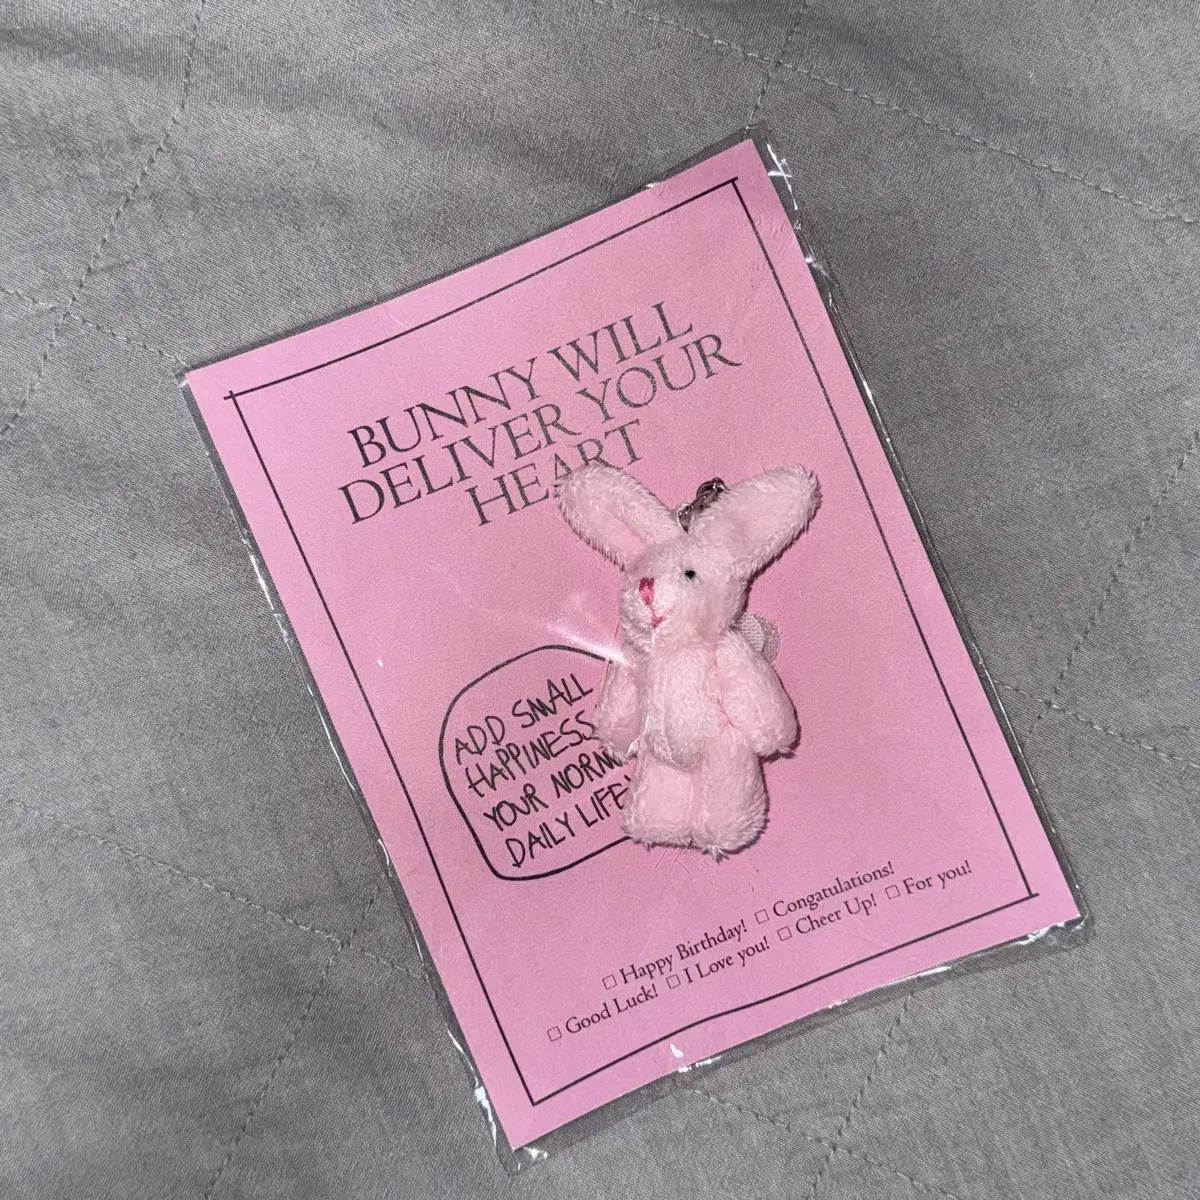 BUNNY WILL
DELIVER YOUR
HEART
ADD SMALL
HAPPINESS
YOUR
DAILY LIFE
□ Happy Birthday! □ Congatulations!
□ Good Luck! □ I Love you! □ Cheer Up! □ For you!